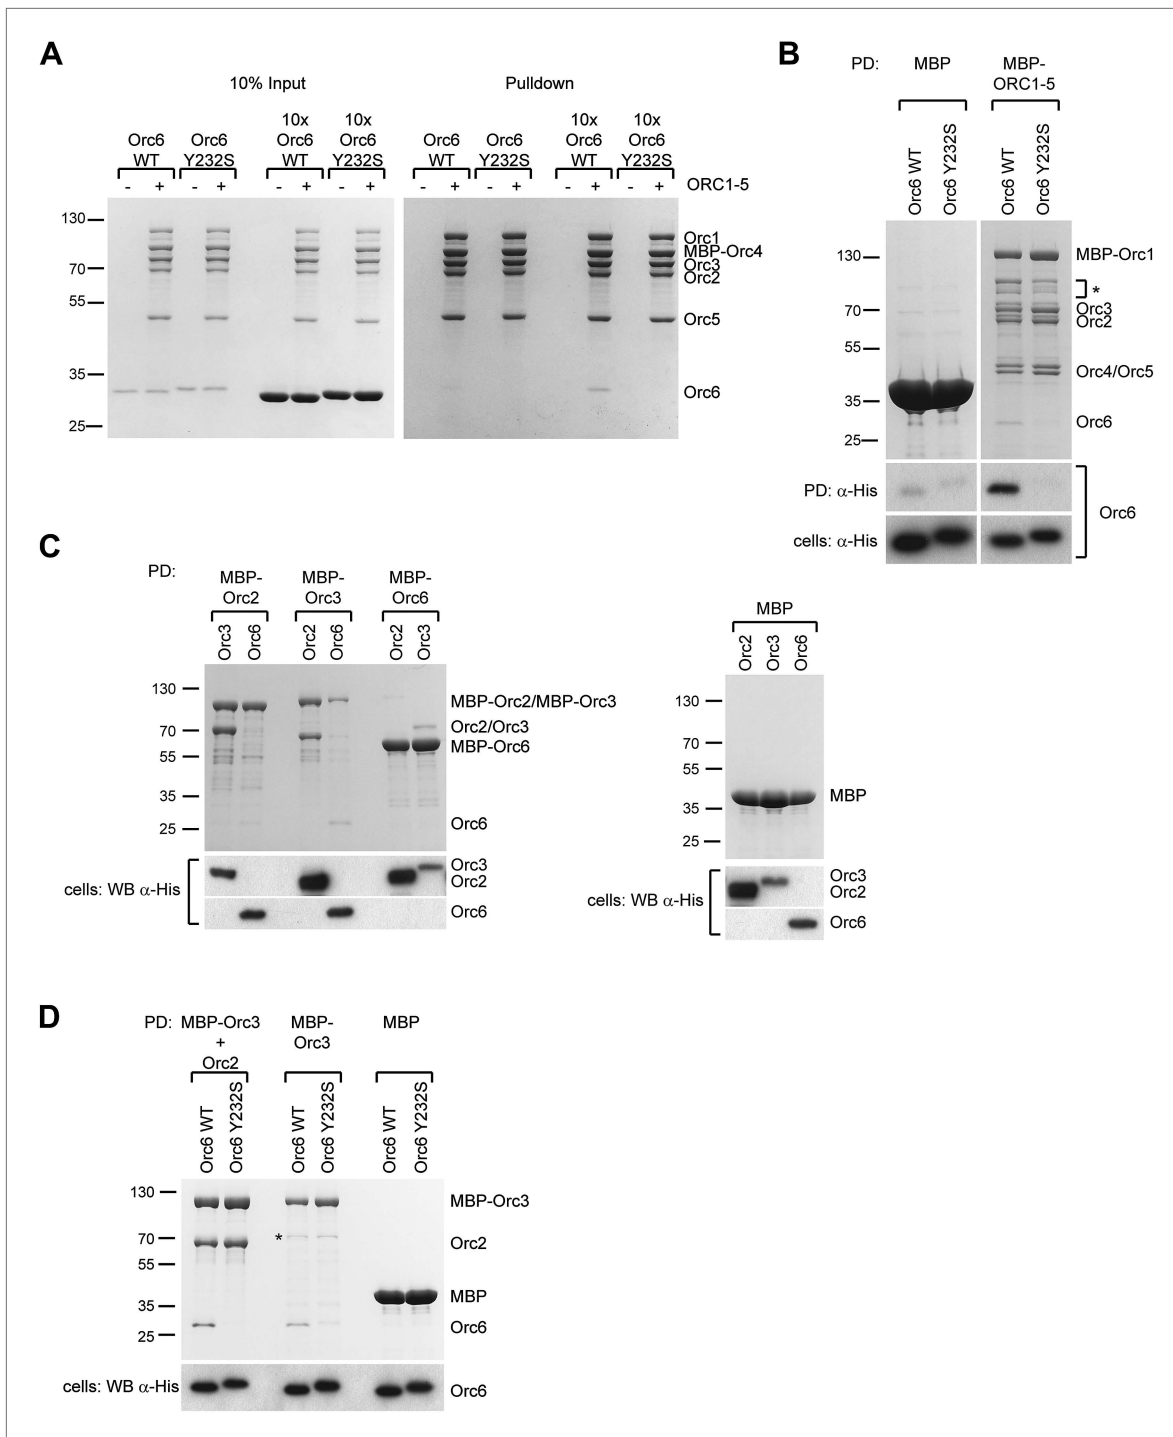 A
10% Input
Pulldown
Orc6 WT
Orc6 Y232S
10x Orc6 WT
10x Orc6 Y232S
Orc6 WT
Orc6 Y232S
10x Orc6 WT
10x Orc6 Y232S
- + - + - + - + - + - + - + - + ORC1-5
130
70
55
35
25
Orc1
MBP-Orc4
Orc3
Orc2
Orc5
Orc6
B
PD: MBP
MBP-ORC1-5
Orc6 WT
Orc6 Y232S
Orc6 WT
Orc6 Y232S
130
70
55
35
25
MBP-Orc1
*
Orc3
Orc2
Orc4/Orc5
Orc6
PD: α-His
cells: α-His
Orc6
C
PD:
MBP-Orc2
MBP-Orc3
MBP-Orc6
Orc3
Orc6
Orc2
Orc6
Orc2
Orc3
130
70
55
35
25
MBP-Orc2/MBP-Orc3
Orc2/Orc3
MBP-Orc6
Orc6
cells: WB α-His
Orc3
Orc2
Orc6
MBP
Orc2
Orc3
Orc6
130
70
55
35
25
MBP
cells: WB α-His
Orc3
Orc2
Orc6
D
PD: MBP-Orc3
+
Orc2
MBP-Orc3
MBP
Orc6 WT
Orc6 Y232S
Orc6 WT
Orc6 Y232S
Orc6 WT
Orc6 Y232S
130
70
55
35
25
*
MBP-Orc3
Orc2
MBP
Orc6
cells: WB α-His
Orc6